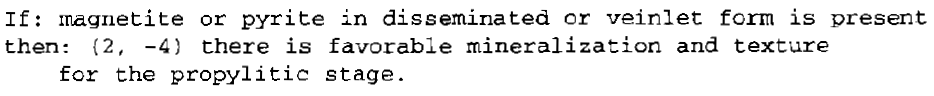 If: magnetite or pyrite in disseminated or veinlet form is present
then: (2, -4) there is favorable mineralization and texture
for the propylitic stage.